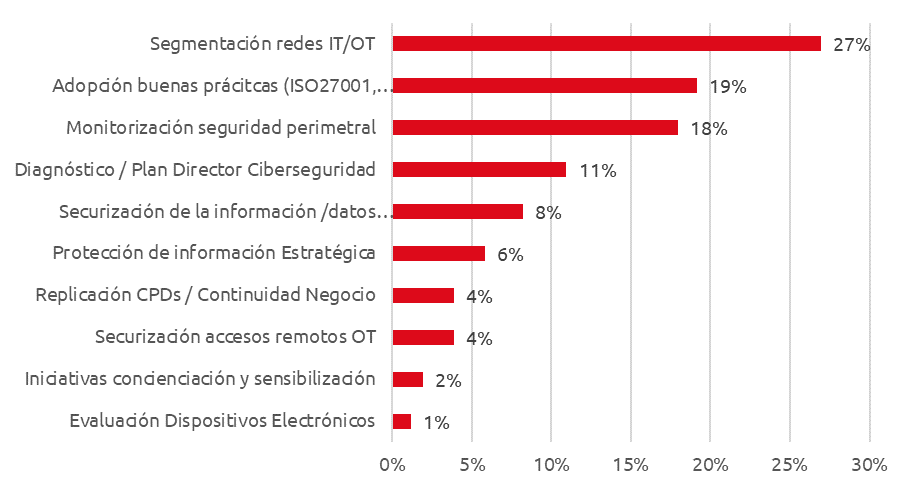 Segmentación redes IT/OT 27%
Adopción buenas prácitcas (ISO27001,... 19%
Monitorización seguridad perimetral 18%
Diagnóstico / Plan Director Ciberseguridad 11%
Securización de la información /datos... 8%
Protección de información Estratégica 6%
Replicación CPDs / Continuidad Negocio 4%
Securización accesos remotos OT 4%
Iniciativas concienciación y sensibilización 2%
Evaluación Dispositivos Electrónicos 1%
0% 5% 10% 15% 20% 25% 30%